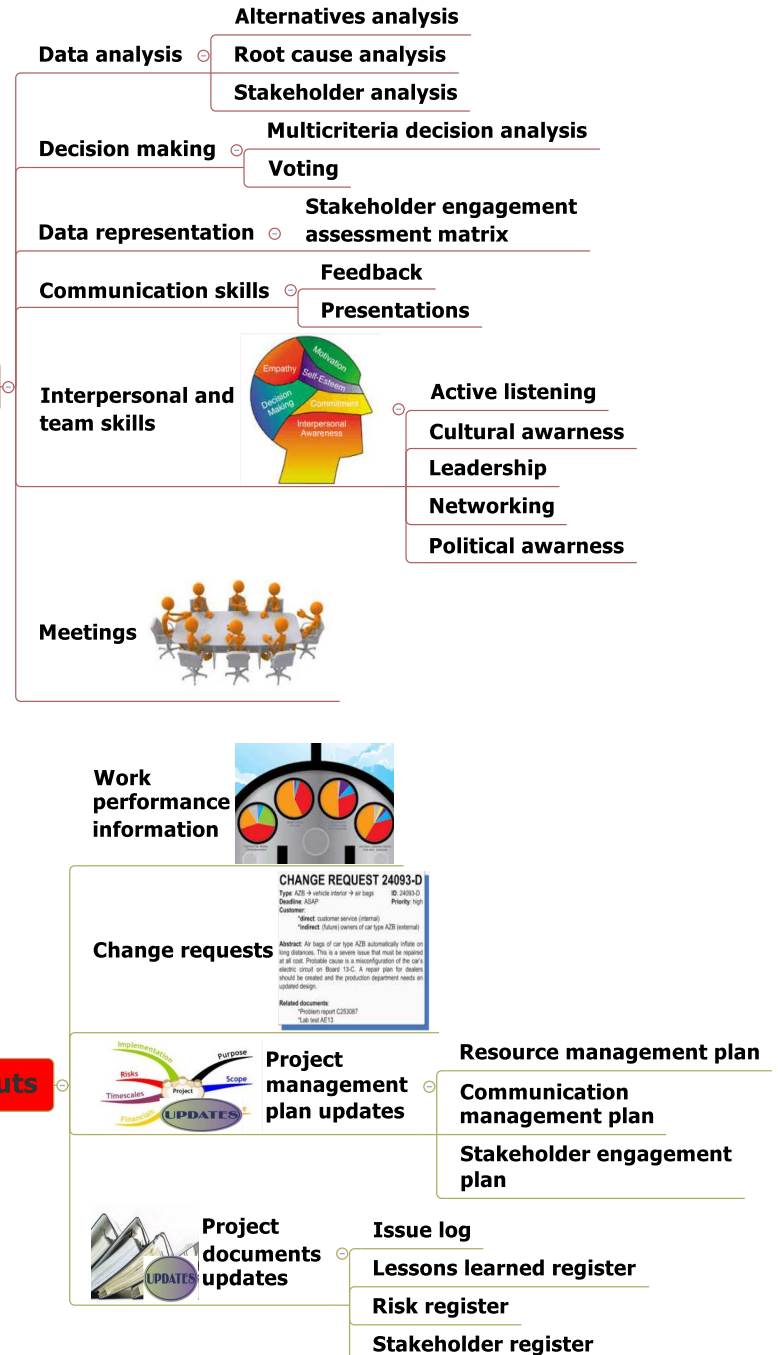 Alternatives analysis
Data analysis
Root cause analysis
Stakeholder analysis
Multicriteria decision analysis
Decision making
Voting
Stakeholder engagement
assessment matrix
Data representation
Feedback
Communication skills
Presentations
Motivation
Empathy
Self-Esteem
Decision
Making
Commitment
Interpersonal
Awareness
Interpersonal and
team skills
Active listening
Cultural awarness
Leadership
Networking
Political awarness
Meetings
Work
performance
information
CHANGE REQUEST 24093-D
Type: AZB → vehicle interior → air bags ID: 24093-D
Deadline: ASAP Priority: high
Customer:
*direct: customer service (internal)
*indirect: (future) owners of car type AZB (external)
Abstract: Air bags of car type AZB automatically inflate on
long distances. This is a severe issue that must be repaired
at all cost. Probable cause is a misconfiguration of the car's
electric circuit on Board 13-C. A repair plan for dealers
should be created and the production department needs an
updated design.
Related documents:
*Problem report C253087
*Lab test AE13
Change requests
uts
Implementation
Purpose
Risks
Scope
Project
Timescales
Financials
UPDATES
Project
management
plan updates
Resource management plan
Communication
management plan
Stakeholder engagement
plan
UPDATES
Project
documents
updates
Issue log
Lessons learned register
Risk register
Stakeholder register